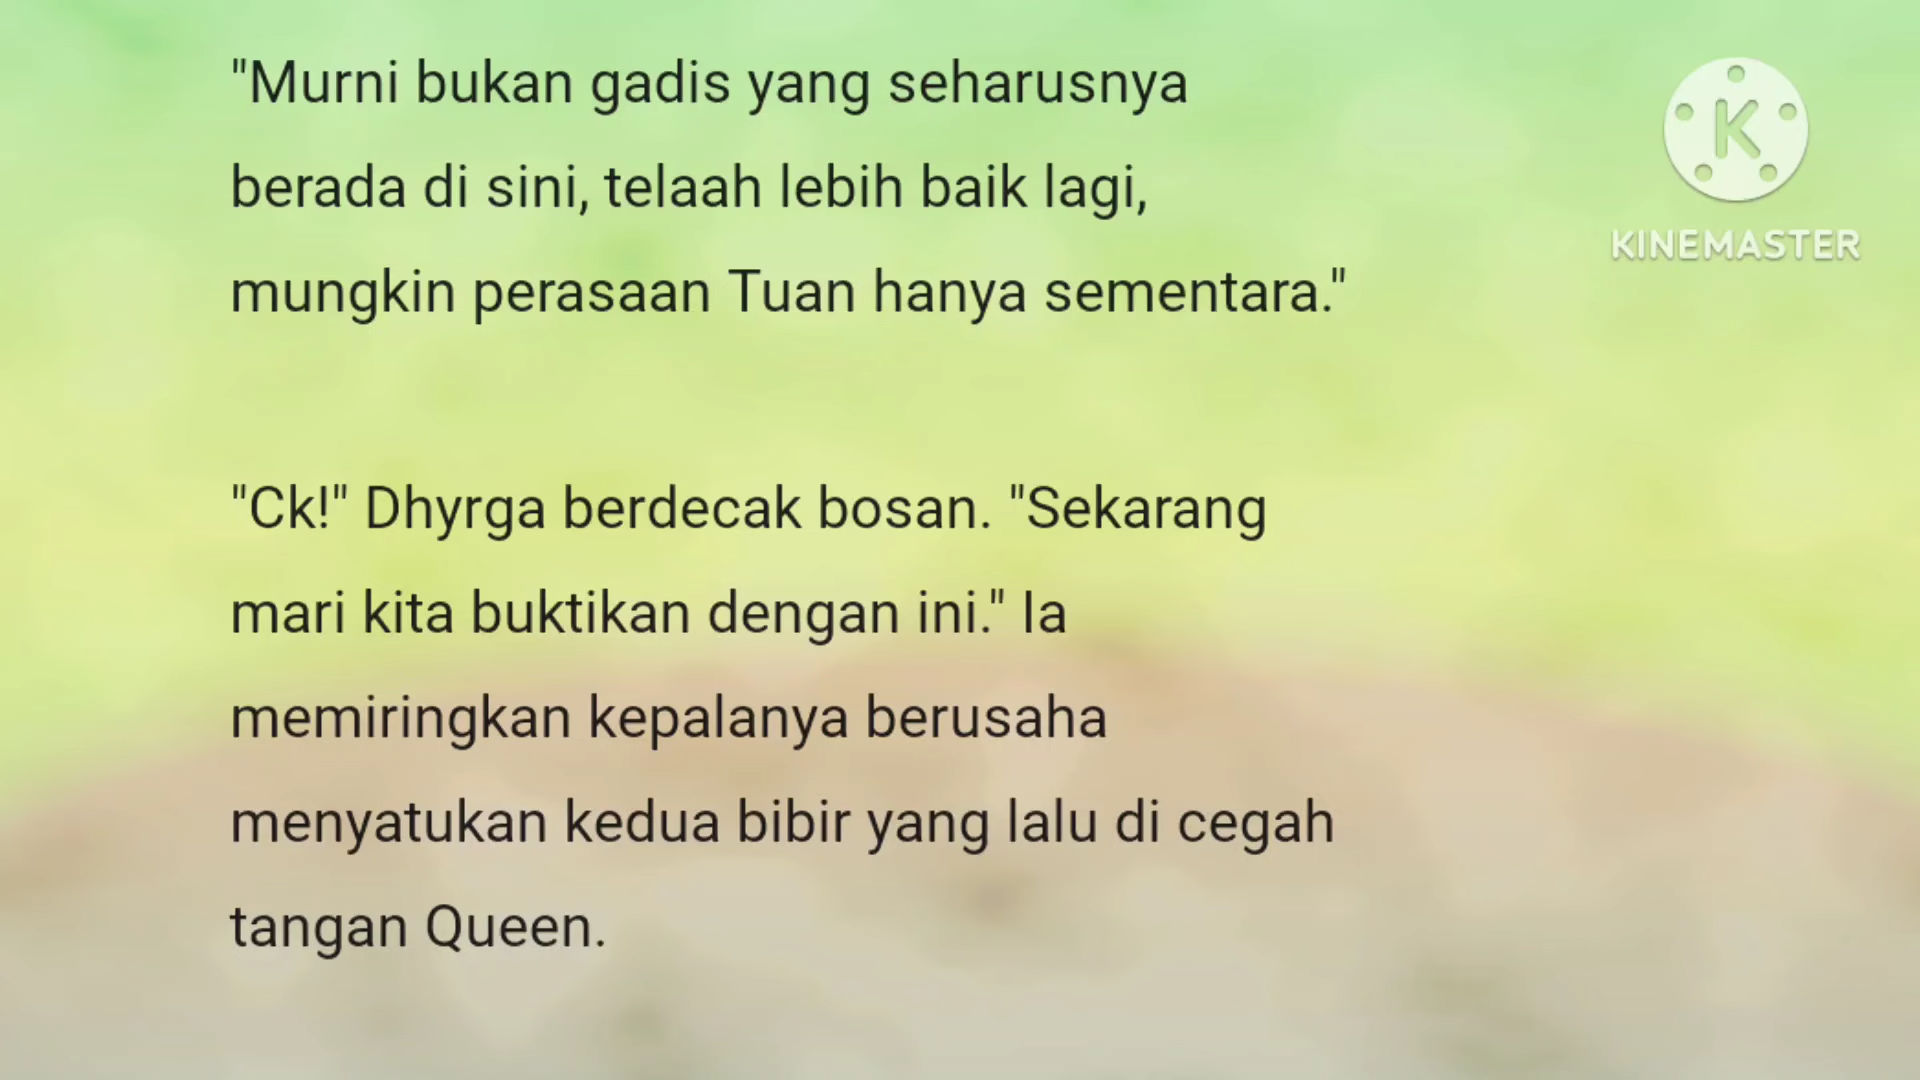 "Murni bukan gadis yang seharusnya
berada di sini, telaah lebih baik lagi,
mungkin perasaan Tuan hanya sementara."
"Ck!" Dhyrga berdecak bosan. "Sekarang
mari kita buktikan dengan ini." Ia
memiringkan kepalanya berusaha
menyatukan kedua bibir yang lalu di cegah
tangan Queen.
K
KINEMASTER